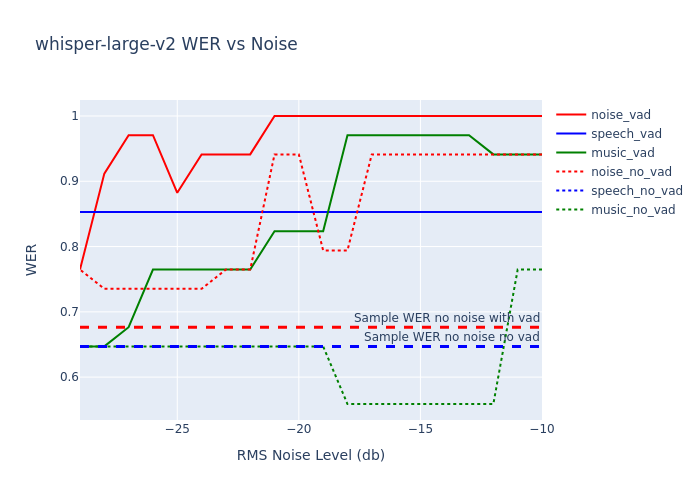 whisper-large-v2 WER vs Noise
noise_vad
speech_vad
music_vad
noise_no_vad
speech_no_vad
music_no_vad
WER
1
0.9
0.8
0.7
0.6
Sample WER no noise with vad
Sample WER no noise no vad
−25
−20
−15
−10
RMS Noise Level (db)